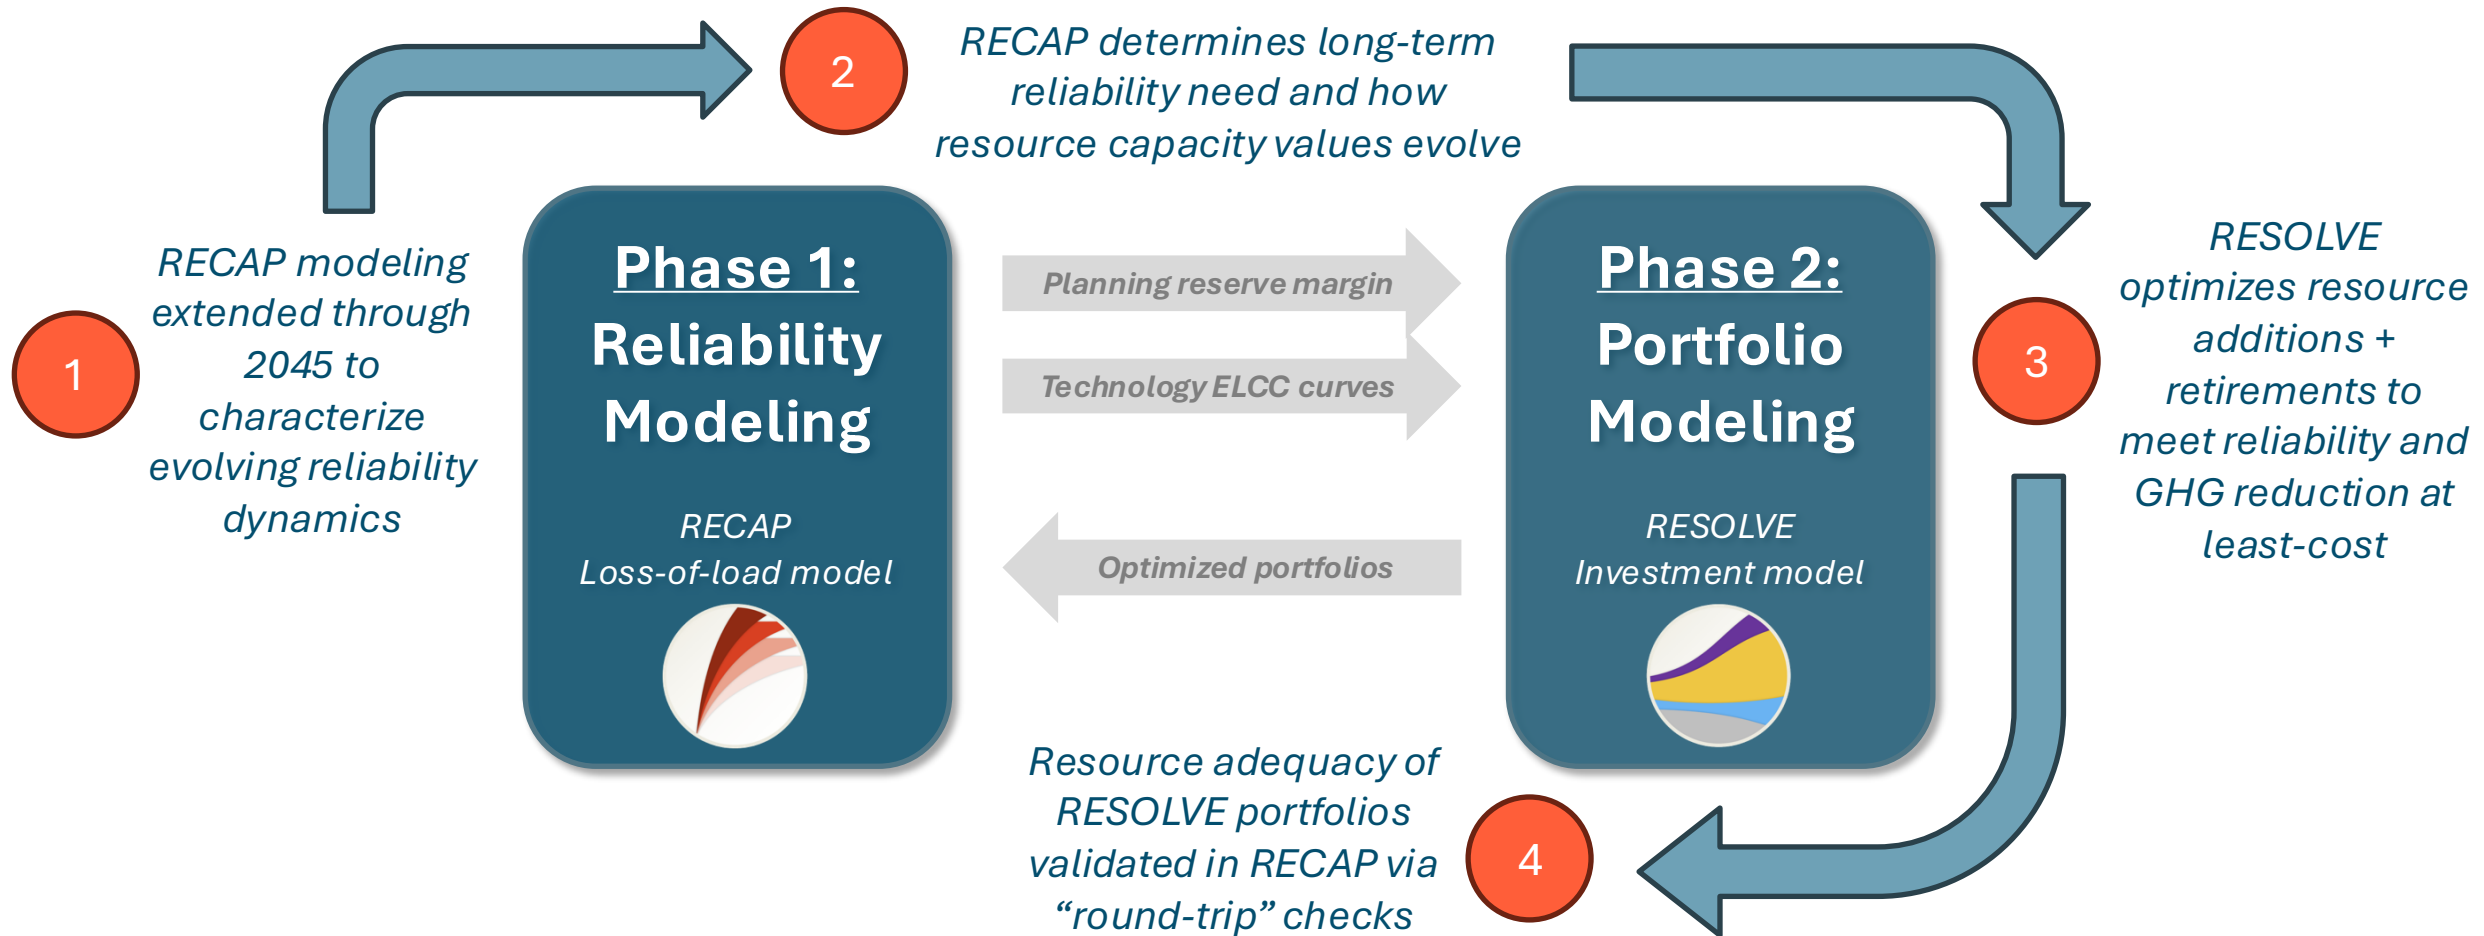 1
RECAP modeling
extended through
2045 to
characterize
evolving reliability
dynamics
2
RECAP determines long-term
reliability need and how
resource capacity values evolve
Phase 1:
Reliability
Modeling
RECAP
Loss-of-load model
Planning reserve margin
Technology ELCC curves
Optimized portfolios
Phase 2:
Portfolio
Modeling
RESOLVE
Investment model
3
RESOLVE
optimizes resource
additions +
retirements to
meet reliability and
GHG reduction at
least-cost
Resource adequacy of
RESOLVE portfolios
validated in RECAP via
“round-trip” checks
4